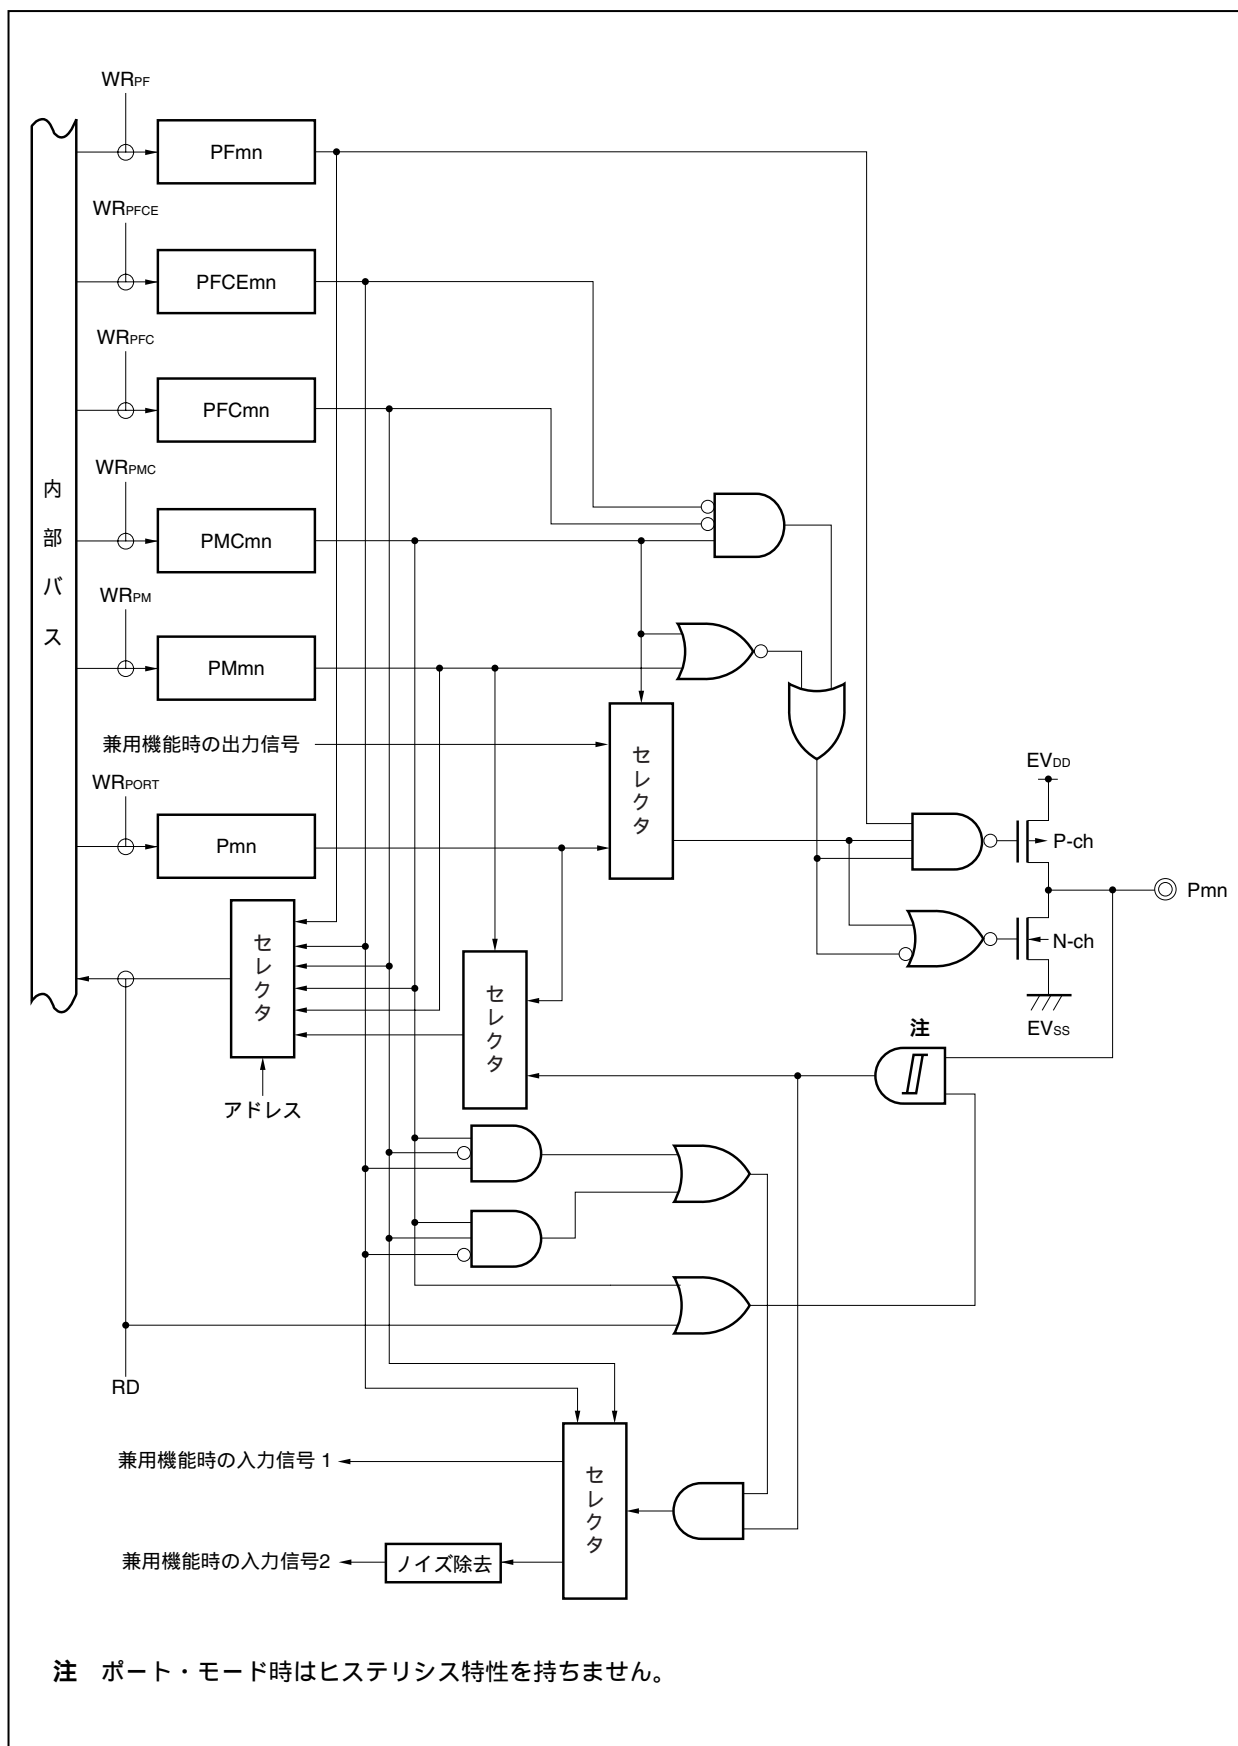 WRPF
PFmn
WRPFCE
PFCEmn
WRPFC
PFCmn
WRPMC
内部バス
PMCmn
WRPM
PMmn
兼用機能時の出力信号
セレクタ
WRPORT
Pmn
EVDD
P-ch
Pmn
N-ch
EVSS
セレクタ
セレクタ
注
アドレス
RD
兼用機能時の入力信号 1
セレクタ
兼用機能時の入力信号2
ノイズ除去
注 ポート・モード時はヒステリシス特性を持ちません。